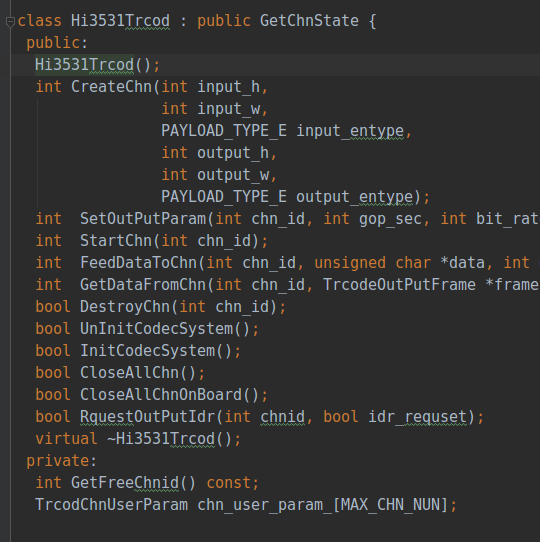 class Hi3531Trcod : public GetChnState {
public:
Hi3531Trcod();
int CreateChn(int input_h,
int input_w,
PAYLOAD_TYPE_E input_entype,
int output_h,
int output_w,
PAYLOAD_TYPE_E output_entype);
int  SetOutPutParam(int chn_id, int gop_sec, int bit_rat
int  StartChn(int chn_id);
int  FeedDataToChn(int chn_id, unsigned char *data, int
int  GetDataFromChn(int chn_id, TrcodeOutPutFrame *frame
bool DestroyChn(int chn_id);
bool UnInitCodecSystem();
bool InitCodecSystem();
bool CloseAllChn();
bool CloseAllChnOnBoard();
bool RquestOutPutIdr(int chnid, bool idr_requset);
virtual ~Hi3531Trcod();
private:
int GetFreeChnid() const;
TrcodChnUserParam chn_user_param_[MAX_CHN_NUN];